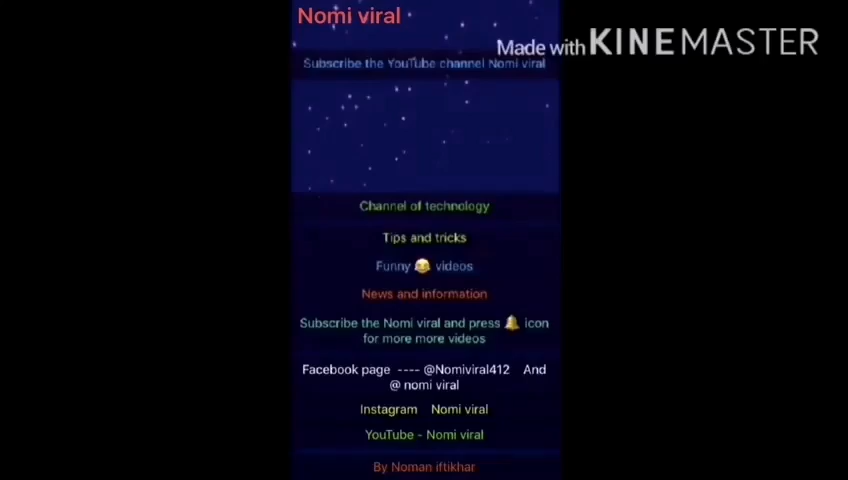 Nomi viral
Made with KINEMASTER
Subscribe the YouTube channel Nomi viral
Channel of technology
Tips and tricks
Funny 😂 videos
News and information
Subscribe the Nomi viral and press 🔔 icon
for more more videos
Facebook page ---- @Nomiviral412 And
@ nomi viral
Instagram Nomi viral
YouTube - Nomi viral
By Noman iftikhar